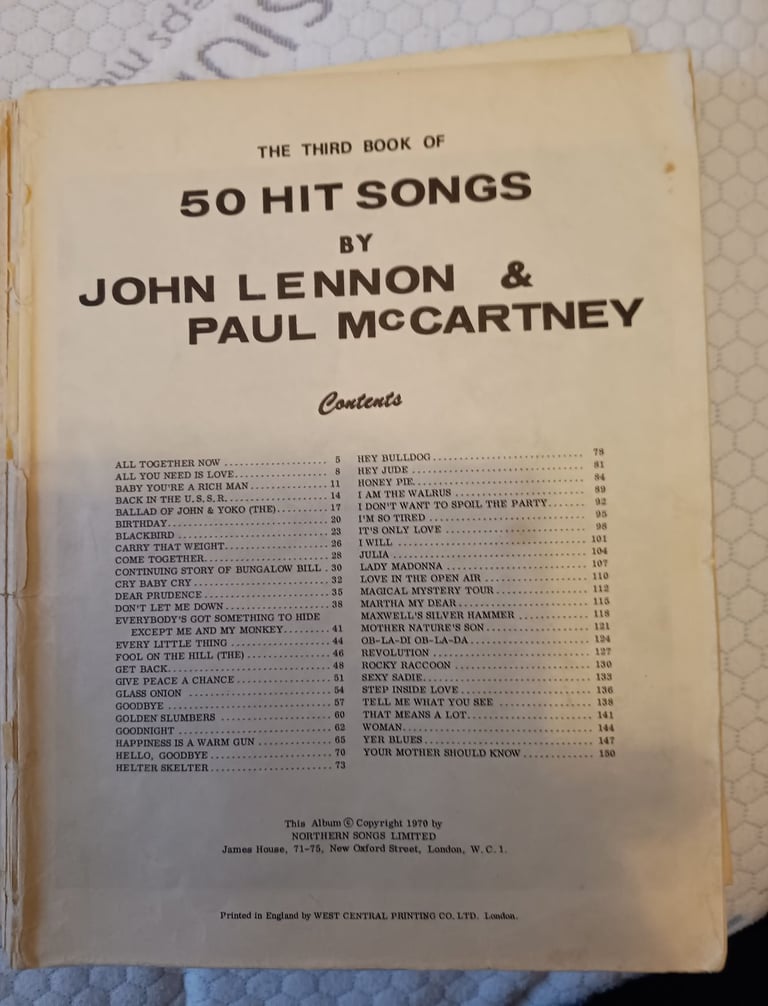 THE THIRD BOOK OF
50 HIT SONGS
BY
JOHN LENNON &
PAUL McCARTNEY
Contents
ALL TOGETHER NOW .................... 5
ALL YOU NEED IS LOVE.................. 8
BABY YOU'RE A RICH MAN ............... 11
BACK IN THE U.S.S.R. ................... 14
BALLAD OF JOHN & YOKO (THE).......... 17
BIRTHDAY............................... 20
BLACKBIRD ............................. 23
CARRY THAT WEIGHT.................... 26
COME TOGETHER........................ 28
CONTINUING STORY OF BUNGALOW BILL . 30
CRY BABY CRY .......................... 32
DEAR PRUDENCE ........................ 35
DON'T LET ME DOWN .................... 38
EVERYBODY'S GOT SOMETHING TO HIDE
EXCEPT ME AND MY MONKEY......... 41
EVERY LITTLE THING ................... 44
FOOL ON THE HILL (THE) ................ 46
GET BACK............................... 48
GIVE PEACE A CHANCE .................. 51
GLASS ONION ........................... 54
GOODBYE ............................... 57
GOLDEN SLUMBERS ..................... 60
GOODNIGHT ............................. 62
HAPPINESS IS A WARM GUN .............. 65
HELLO, GOODBYE ....................... 70
HELTER SKELTER ....................... 73
HEY BULLDOG ........................... 78
HEY JUDE ............................... 81
HONEY PIE............................... 84
I AM THE WALRUS ....................... 89
I DON'T WANT TO SPOIL THE PARTY....... 92
I'M SO TIRED ............................ 95
IT'S ONLY LOVE ......................... 98
I WILL .................................. 101
JULIA ................................... 104
LADY MADONNA ......................... 107
LOVE IN THE OPEN AIR .................. 110
MAGICAL MYSTERY TOUR ................ 112
MARTHA MY DEAR ....................... 115
MAXWELL'S SILVER HAMMER ............. 118
MOTHER NATURE'S SON .................. 121
OB-LA-DI OB-LA-DA ..................... 124
REVOLUTION ............................ 127
ROCKY RACCOON ........................ 130
SEXY SADIE.............................. 133
STEP INSIDE LOVE ....................... 136
TELL ME WHAT YOU SEE ................. 138
THAT MEANS A LOT...................... 141
WOMAN.................................. 144
YER BLUES .............................. 147
YOUR MOTHER SHOULD KNOW ............ 150
This Album © Copyright 1970 by
NORTHERN SONGS LIMITED
James House, 71-75, New Oxford Street, London, W.C.1.
Printed in England by WEST CENTRAL PRINTING CO. LTD. London.